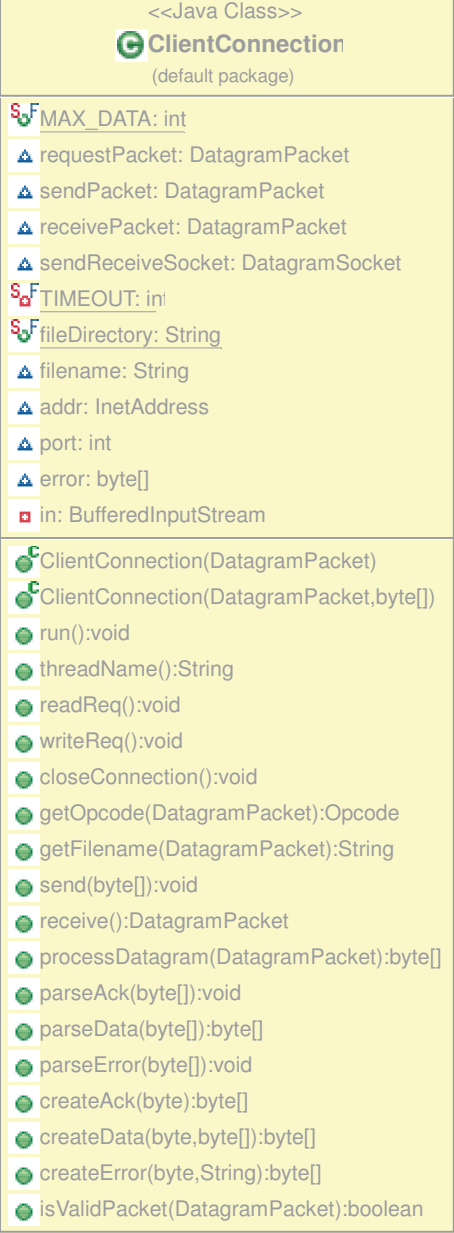 <<Java Class>>
ClientConnection
(default package)
MAX_DATA: int
requestPacket: DatagramPacket
sendPacket: DatagramPacket
receivePacket: DatagramPacket
sendReceiveSocket: DatagramSocket
TIMEOUT: int
fileDirectory: String
filename: String
addr: InetAddress
port: int
error: byte[]
in: BufferedInputStream
ClientConnection(DatagramPacket)
ClientConnection(DatagramPacket,byte[])
run():void
threadName():String
readReq():void
writeReq():void
closeConnection():void
getOpcode(DatagramPacket):Opcode
getFilename(DatagramPacket):String
send(byte[]):void
receive():DatagramPacket
processDatagram(DatagramPacket):byte[]
parseAck(byte[]):void
parseData(byte[]):byte[]
parseError(byte[]):void
createAck(byte):byte[]
createData(byte,byte[]):byte[]
createError(byte,String):byte[]
isValidPacket(DatagramPacket):boolean